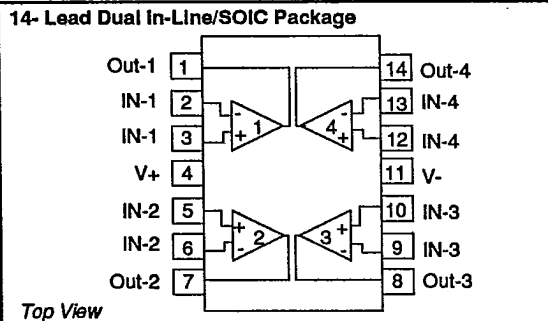 14- Lead Dual In-Line/SOIC Package
Out-1 1 14 Out-4
IN-1 2 - - 13 IN-4
1 4
IN-1 3 + + 12 IN-4
V+ 4 11 V-
IN-2 5 + + 10 IN-3
2 3
IN-2 6 - - 9 IN-3
Out-2 7 8 Out-3
Top View